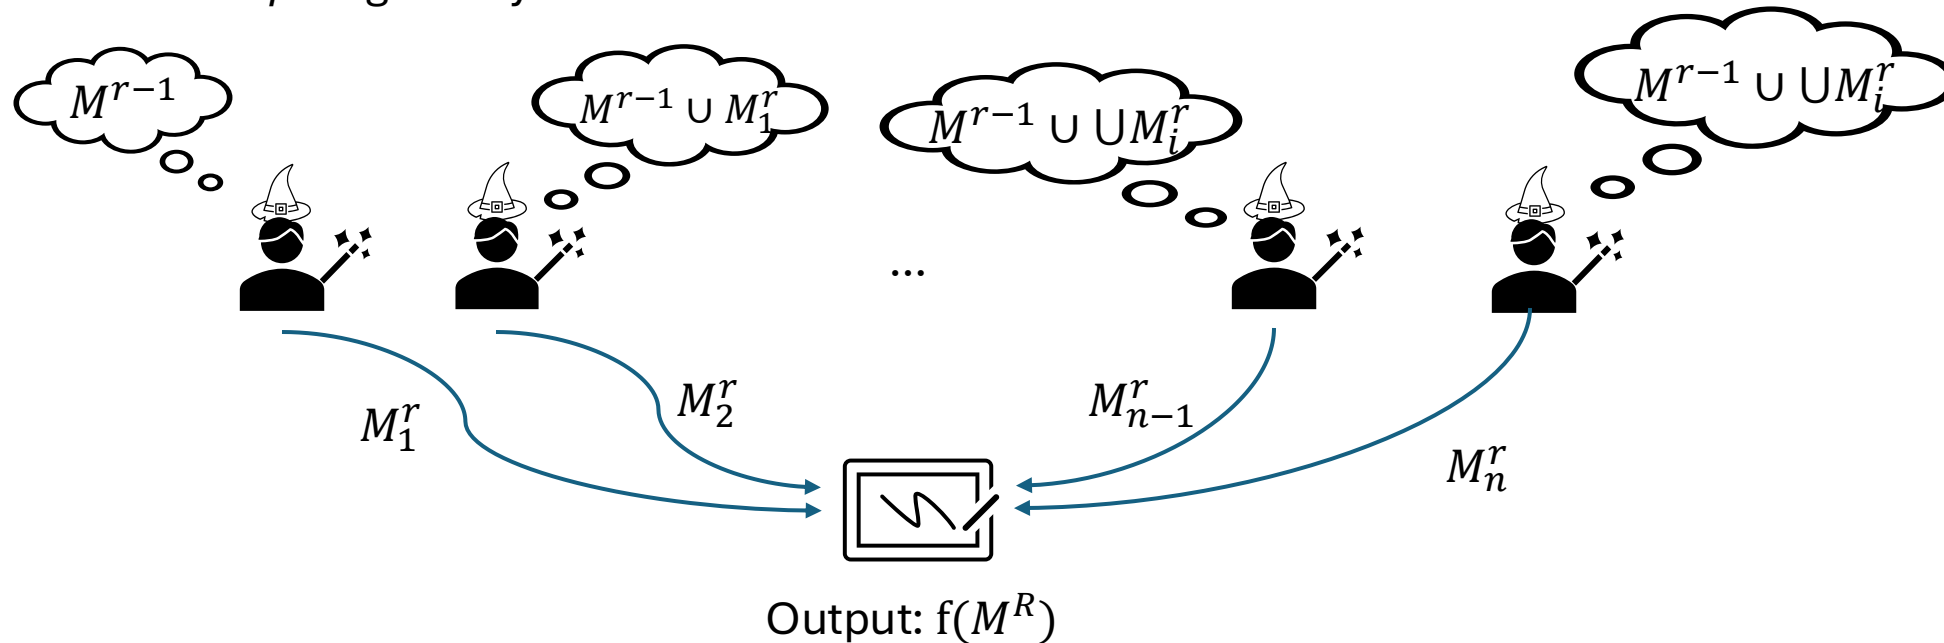 M^{r-1}
M^{r-1} ∪ M_1^r
M^{r-1} ∪ ⋃M_i^r
M^{r-1} ∪ ⋃M_i^r
...
M_1^r
M_2^r
M_{n-1}^r
M_n^r
Output: f(M^R)